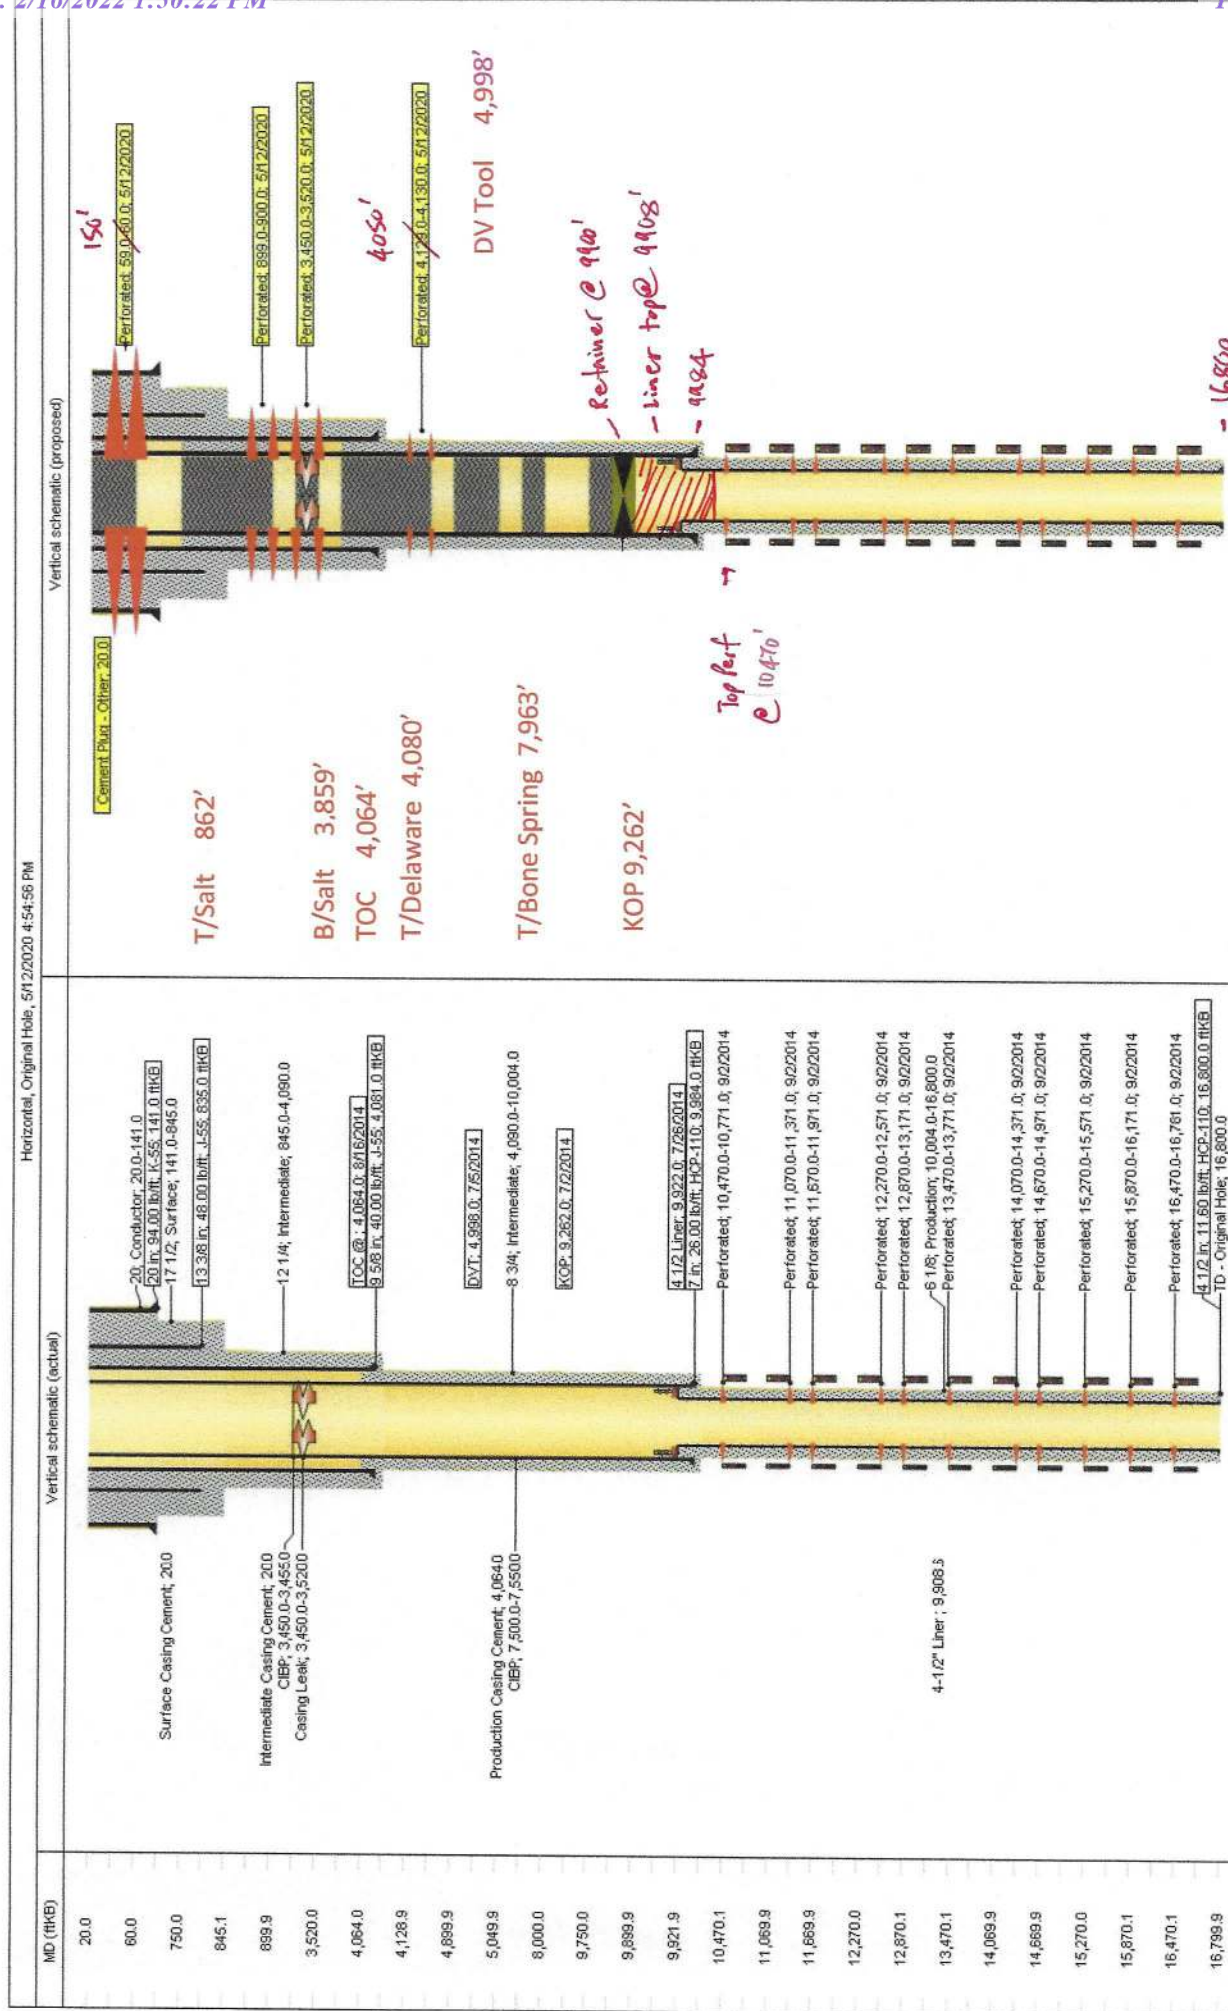 2/16/2022 1:50:22 PM
Horizontal, Original Hole, 5/12/2020 4:54:56 PM
MD (ftKB)
Vertical schematic (actual)
Vertical schematic (proposed)
20.0
60.0
750.0
845.1
899.9
3,520.0
4,064.0
4,128.9
4,899.9
5,049.9
8,000.0
9,750.0
9,899.9
9,921.9
10,470.1
11,069.9
11,669.9
12,270.0
12,870.1
13,470.1
14,069.9
14,669.9
15,270.0
15,870.1
16,470.1
16,799.9
Surface Casing Cement; 20.0
Intermediate Casing Cement; 20.0
CIBP; 3,450.0-3,455.0
Casing Leak; 3,450.0-3,520.0
Production Casing Cement; 4,064.0
CIBP; 7,500.0-7,550.0
4-1/2" Liner ; 9,908.5
20; Conductor; 20.0-141.0
20 in; 94.00 lb/ft; K-55; 141.0 ftKB
17 1/2; Surface; 141.0-845.0
13 3/8 in; 48.00 lb/ft; J-55; 835.0 ftKB
12 1/4; Intermediate; 845.0-4,090.0
TOC @ ; 4,064.0; 8/16/2014
9 5/8 in; 40.00 lb/ft; J-55; 4,081.0 ftKB
DVT; 4,998.0; 7/5/2014
8 3/4; Intermediate; 4,090.0-10,004.0
KOP; 9,262.0; 7/2/2014
4 1/2 Liner; 9,922.0; 7/26/2014
7 in; 26.00 lb/ft; HCP-110; 9,984.0 ftKB
Perforated; 10,470.0-10,771.0; 9/2/2014
Perforated; 11,070.0-11,371.0; 9/2/2014
Perforated; 11,670.0-11,971.0; 9/2/2014
Perforated; 12,270.0-12,571.0; 9/2/2014
Perforated; 12,870.0-13,171.0; 9/2/2014
6 1/8; Production; 10,004.0-16,800.0
Perforated; 13,470.0-13,771.0; 9/2/2014
Perforated; 14,070.0-14,371.0; 9/2/2014
Perforated; 14,670.0-14,971.0; 9/2/2014
Perforated; 15,270.0-15,571.0; 9/2/2014
Perforated; 15,870.0-16,171.0; 9/2/2014
Perforated; 16,470.0-16,761.0; 9/2/2014
4 1/2 in; 11.60 lb/ft; HCP-110; 16,800.0 ftKB
TD - Original Hole; 16,800.0
Cement Plug - Other; 20.0
T/Salt 862'
B/Salt 3,859'
TOC 4,064'
T/Delaware 4,080'
T/Bone Spring 7,963'
KOP 9,262'
Top Perf
@ 10470'
150'
Perforated; 59.0-60.0; 5/12/2020
Perforated; 899.0-900.0; 5/12/2020
Perforated; 3,450.0-3,520.0; 5/12/2020
4050'
Perforated; 4,129.0-4,130.0; 5/12/2020
DV Tool 4,998'
Retainer @ 9900'
Liner top @ 9908'
9984
16800